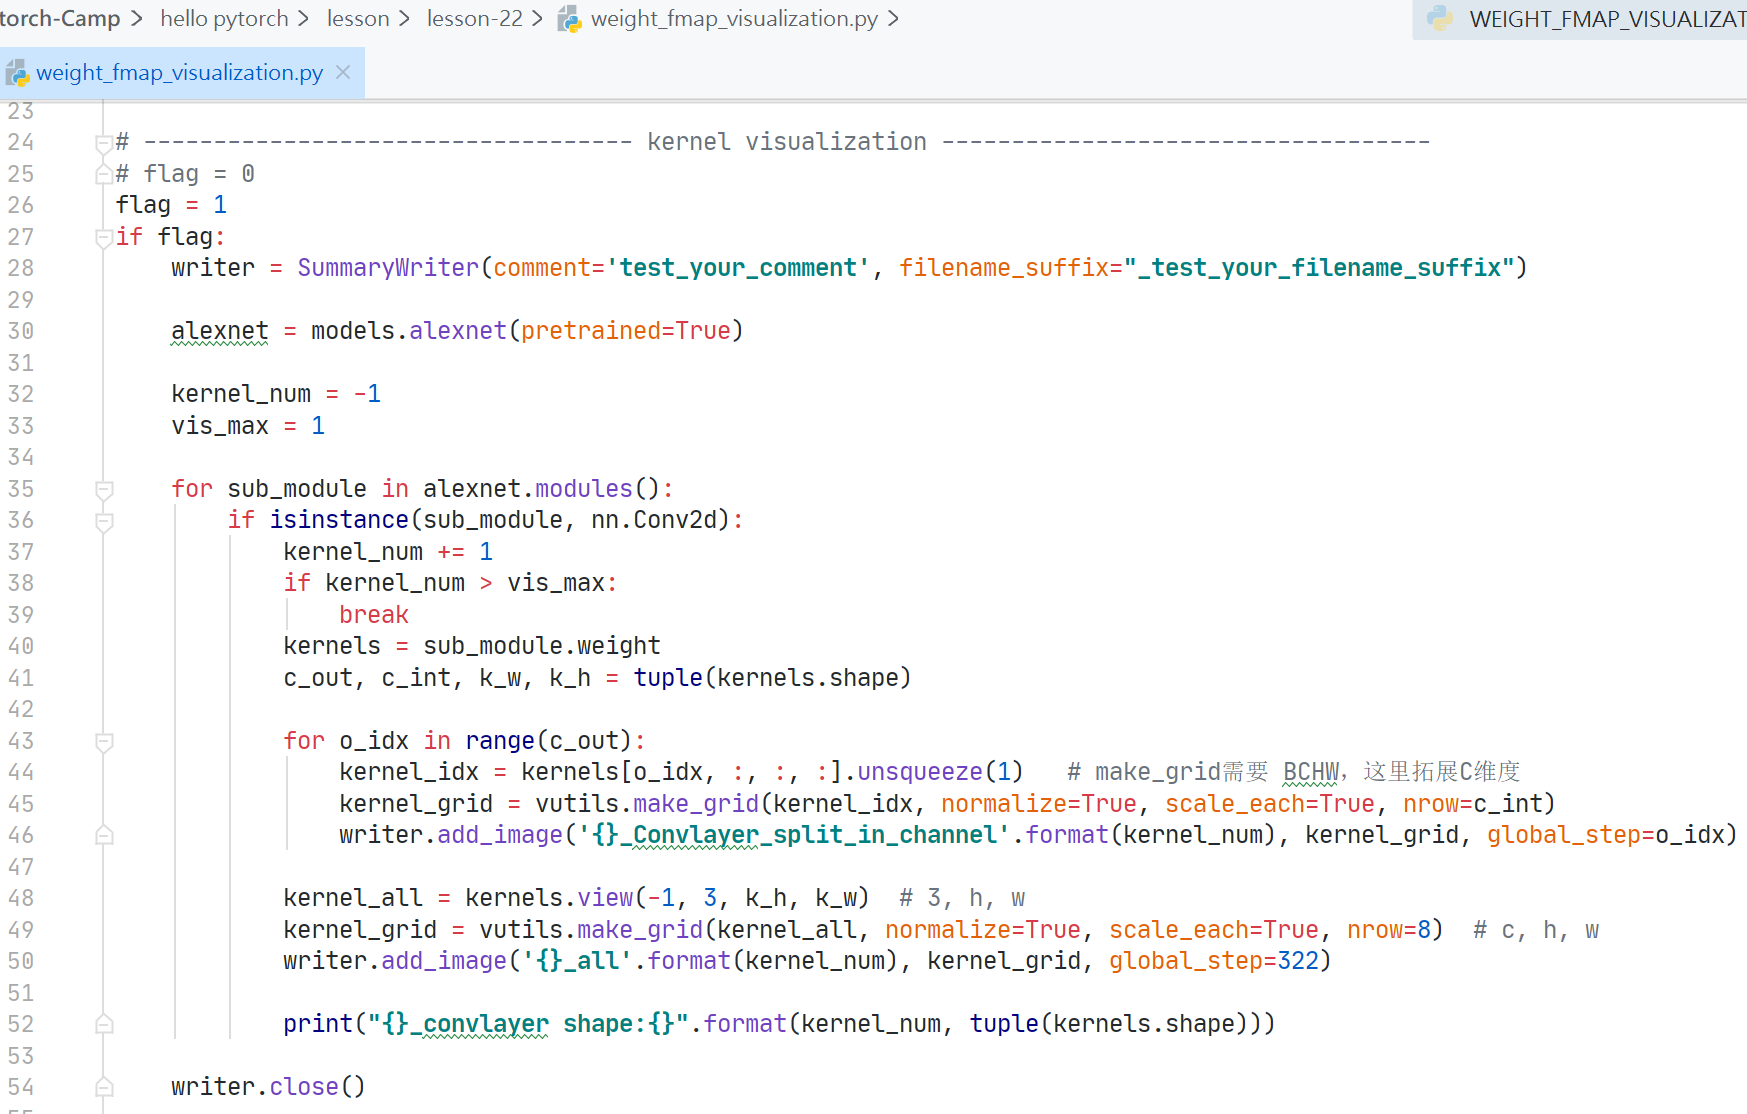 torch-Camp > hello pytorch > lesson > lesson-22 > weight_fmap_visualization.py >
WEIGHT_FMAP_VISUALIZAT
weight_fmap_visualization.py ×
23
24 # ----------------------------------- kernel visualization -----------------------------------
25 # flag = 0
26 flag = 1
27 if flag:
28     writer = SummaryWriter(comment='test_your_comment', filename_suffix="_test_your_filename_suffix")
29
30     alexnet = models.alexnet(pretrained=True)
31
32     kernel_num = -1
33     vis_max = 1
34
35     for sub_module in alexnet.modules():
36         if isinstance(sub_module, nn.Conv2d):
37             kernel_num += 1
38             if kernel_num > vis_max:
39                 break
40             kernels = sub_module.weight
41             c_out, c_int, k_w, k_h = tuple(kernels.shape)
42
43             for o_idx in range(c_out):
44                 kernel_idx = kernels[o_idx, :, :, :].unsqueeze(1)   # make_grid需要 BCHW，这里拓展C维度
45                 kernel_grid = vutils.make_grid(kernel_idx, normalize=True, scale_each=True, nrow=c_int)
46                 writer.add_image('{}_Convlayer_split_in_channel'.format(kernel_num), kernel_grid, global_step=o_idx)
47
48             kernel_all = kernels.view(-1, 3, k_h, k_w)  # 3, h, w
49             kernel_grid = vutils.make_grid(kernel_all, normalize=True, scale_each=True, nrow=8)  # c, h, w
50             writer.add_image('{}_all'.format(kernel_num), kernel_grid, global_step=322)
51
52             print("{}_convlayer shape:{}".format(kernel_num, tuple(kernels.shape)))
53
54     writer.close()